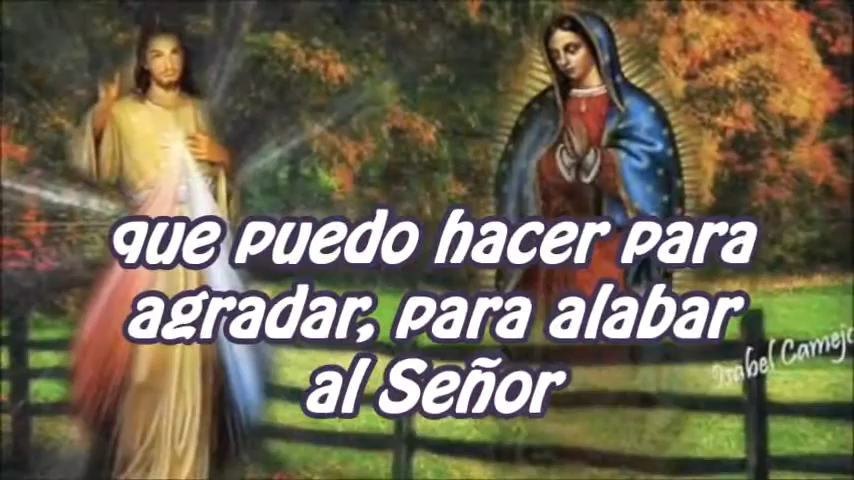 que puedo hacer para
agradar, para alabar
al Señor
Isabel Camejo